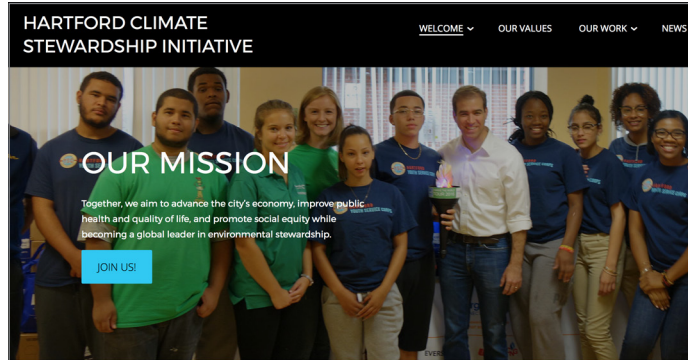 HARTFORD CLIMATE
STEWARDSHIP INITIATIVE
WELCOME
OUR VALUES
OUR WORK
NEWS
OUR MISSION
Together, we aim to advance the city's economy, improve public
health and quality of life, and promote social equity while
becoming a global leader in environmental stewardship.
JOIN US!